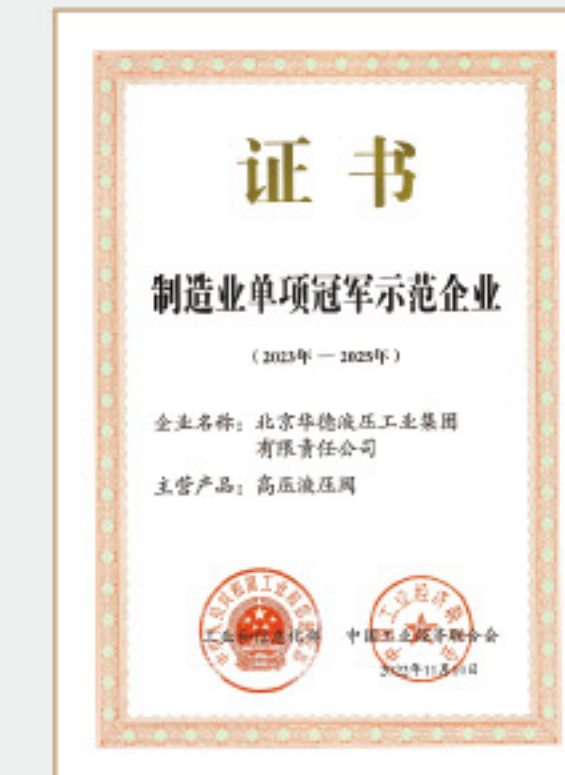 证书
制造业单项冠军示范企业
（2023年 — 2025年）
企业名称：北京华德液压工业集团
有限责任公司
主营产品：高压液压阀
工业和信息化部 中国工业经济联合会